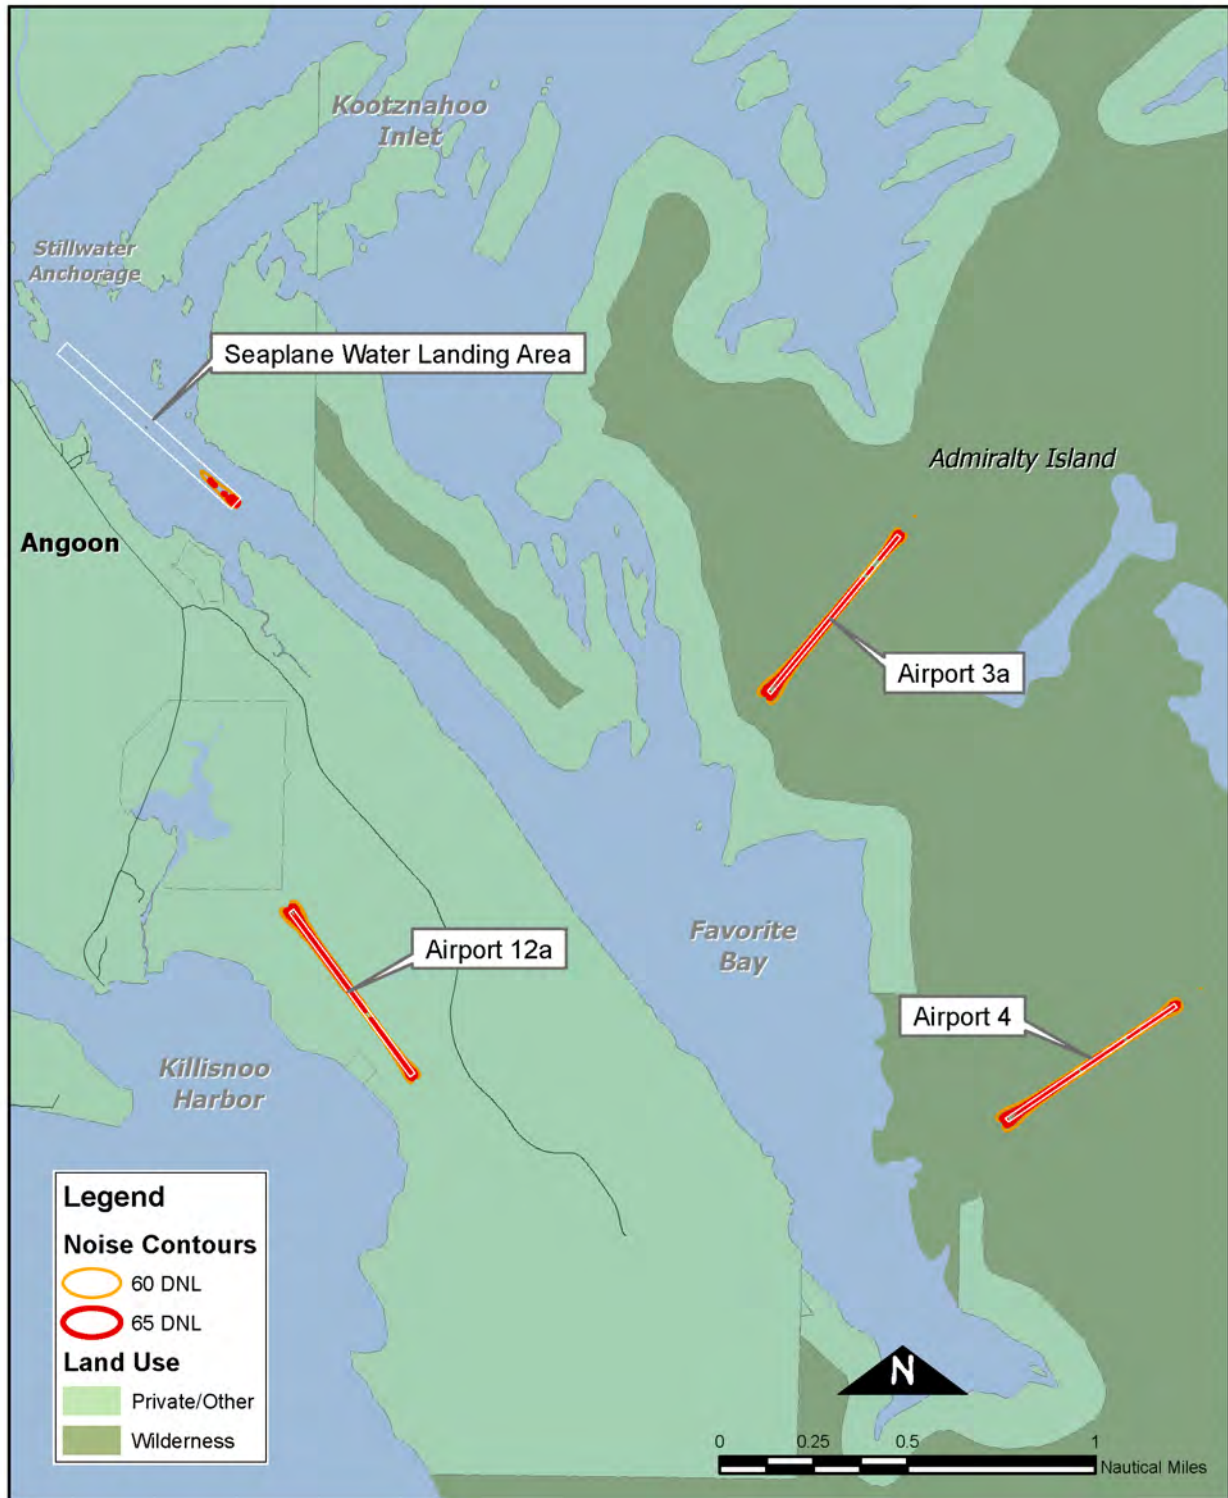 Kootznahoo
Inlet
Stillwater
Anchorage
Seaplane Water Landing Area
Admiralty Island
Angoon
Airport 3a
Airport 12a
Favorite
Bay
Airport 4
Killisnoo
Harbor
Legend
Noise Contours
60 DNL
65 DNL
Land Use
Private/Other
Wilderness
N
0 0.25 0.5 1
Nautical Miles